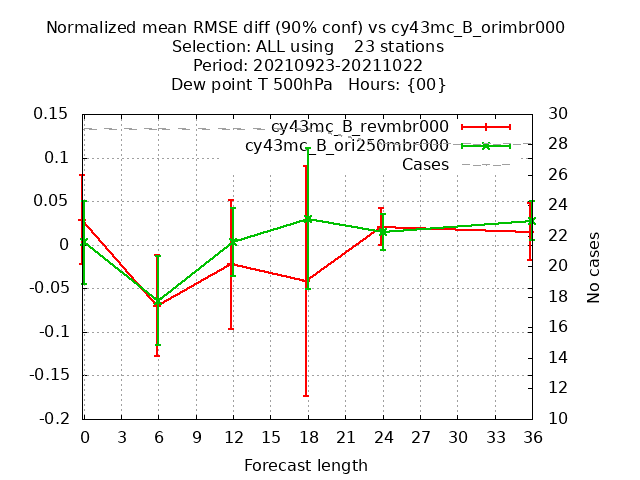 Normalized mean RMSE diff (90% conf) vs cy43mc_B_orimbr000
Selection: ALL using    23 stations
Period: 20210923-20211022
Dew point T 500hPa   Hours: {00}
cy43mc_B_revmbr000
cy43mc_B_ori250mbr000
Cases
0.15
0.1
0.05
0
-0.05
-0.1
-0.15
-0.2
30
28
26
24
22
20
18
16
14
12
10
No cases
0 3 6 9 12 15 18 21 24 27 30 33 36
Forecast length